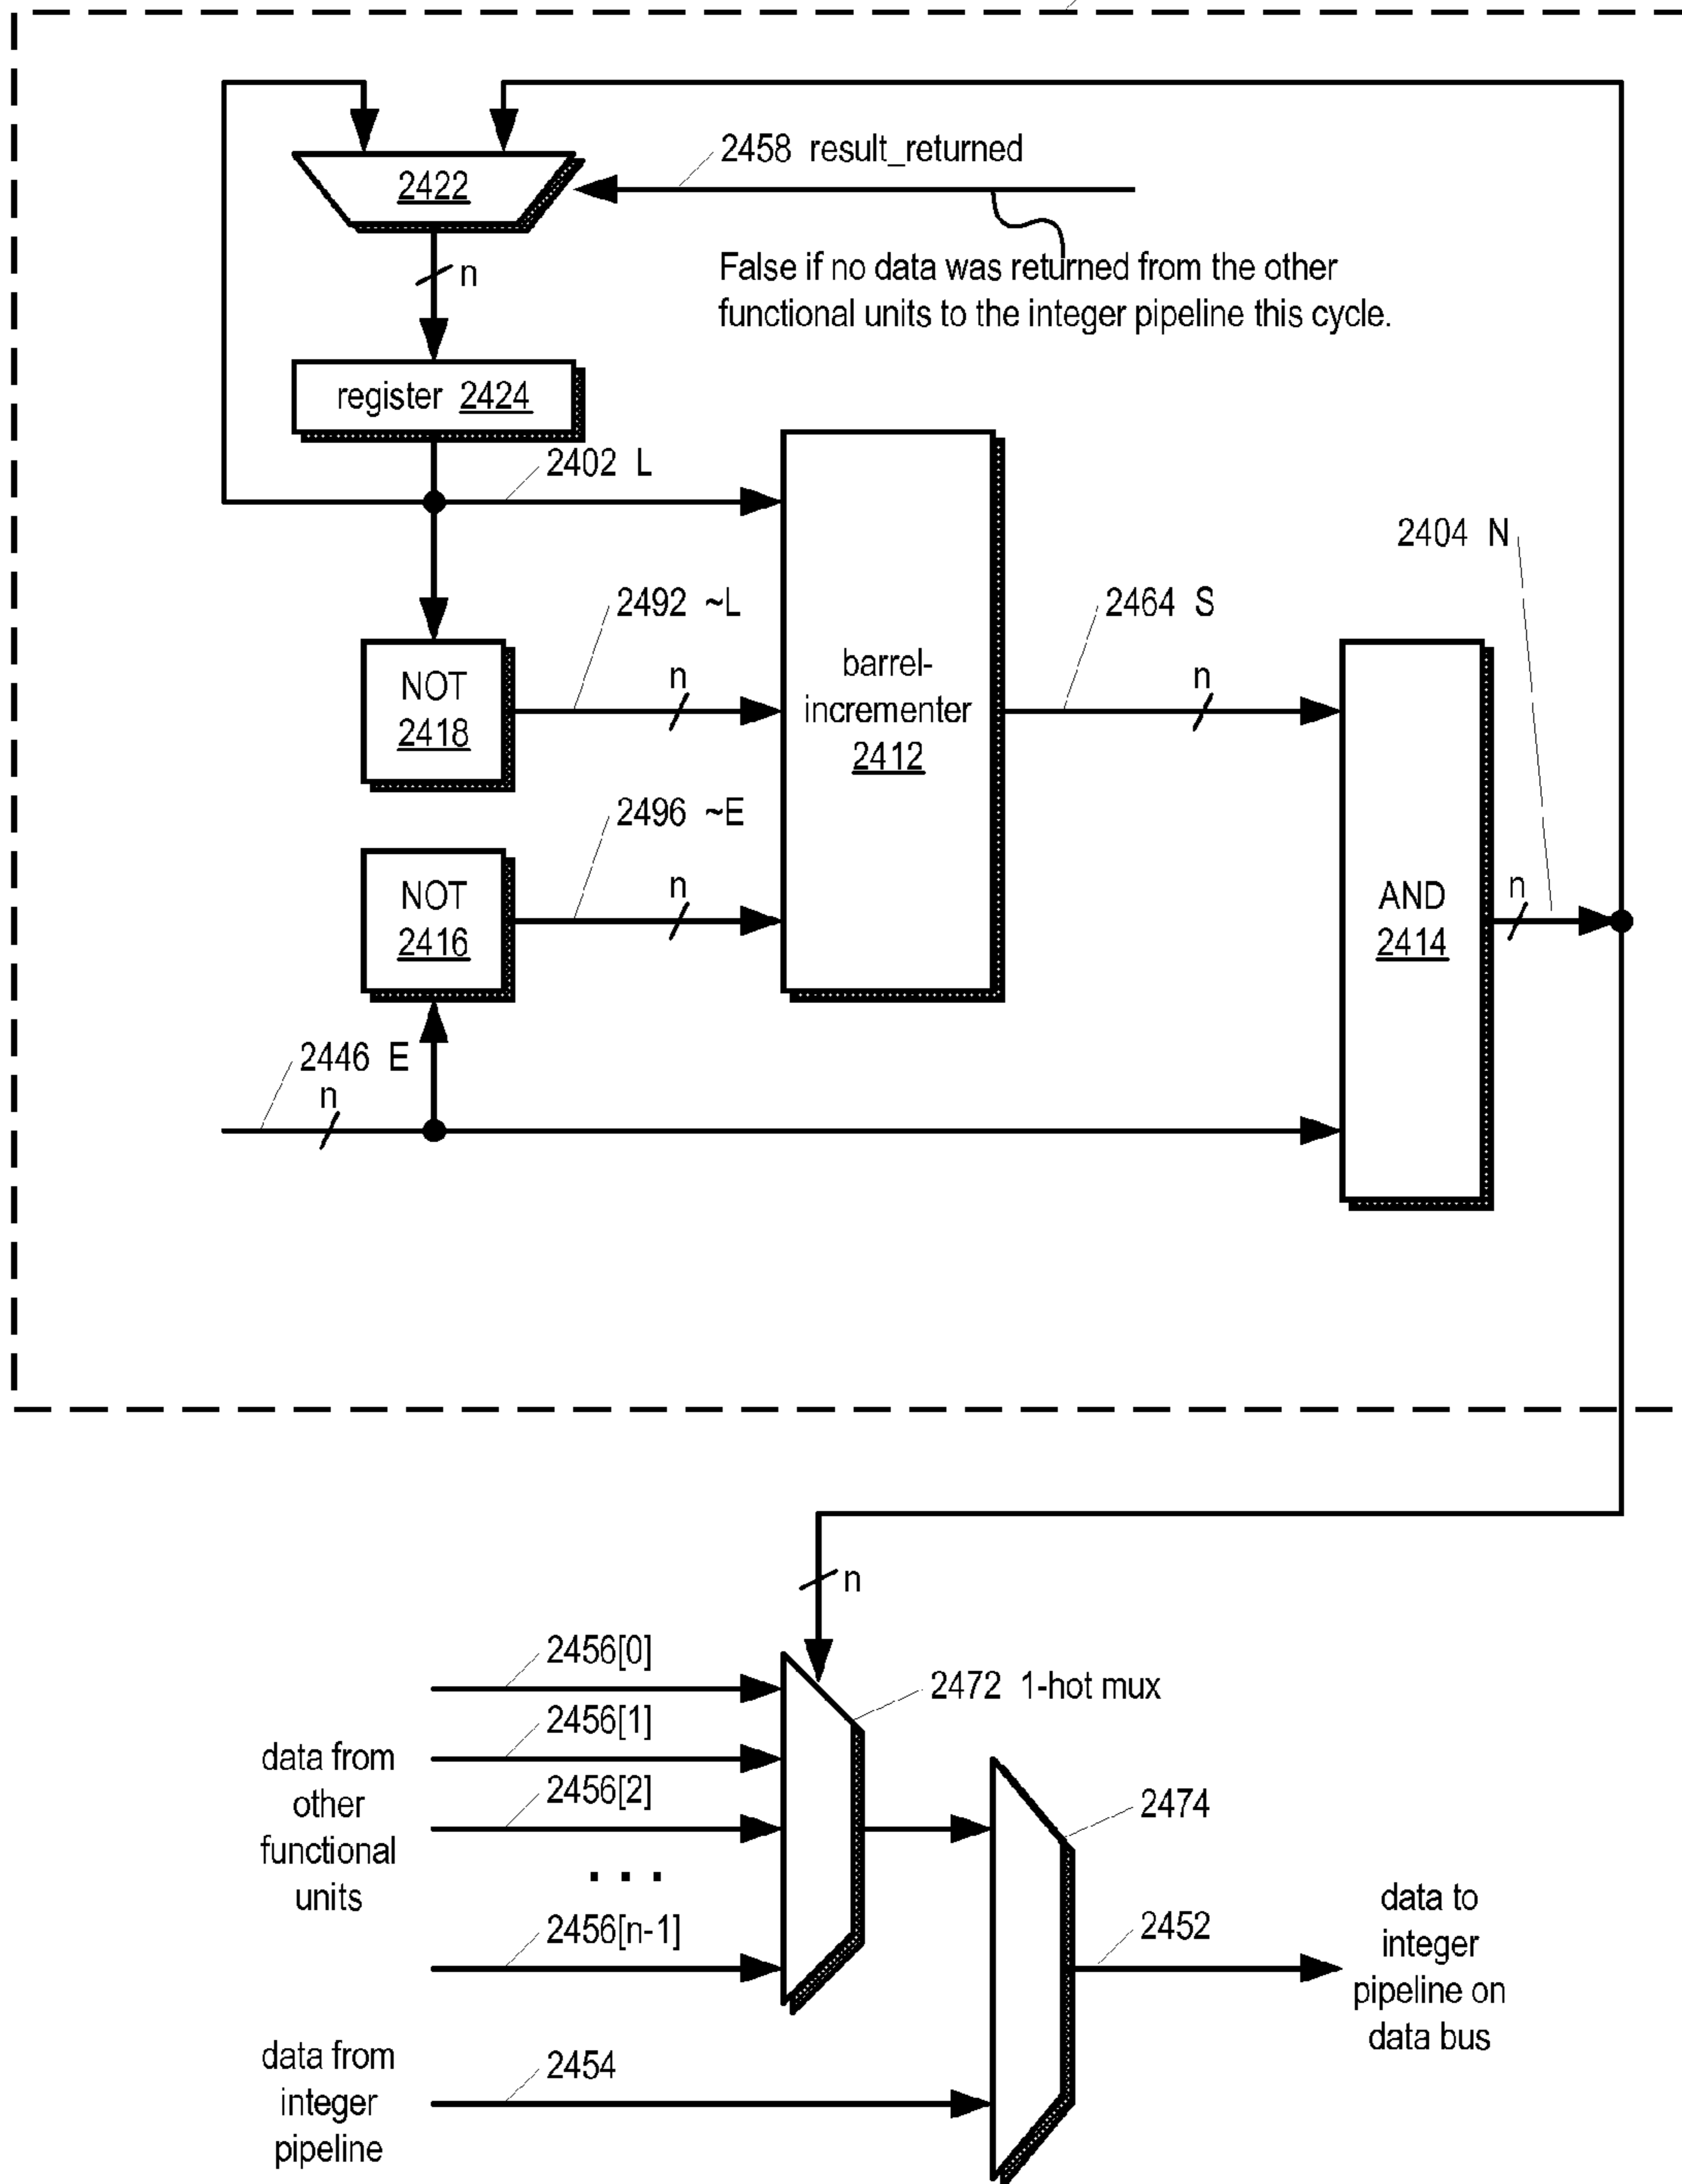 2458 result_returned
2422
False if no data was returned from the other
functional units to the integer pipeline this cycle.
n
register 2424
2402 L
2404 N
2492 ~L
2464 S
NOT
2418
n
barrel-
incrementer
2412
n
2496 ~E
NOT
2416
n
AND
2414
n
2446 E
n
n
2456[0]
2472 1-hot mux
2456[1]
data from
other
functional
units
2456[2]
. . .
2456[n-1]
2474
2452
data to
integer
pipeline on
data bus
data from
integer
pipeline
2454